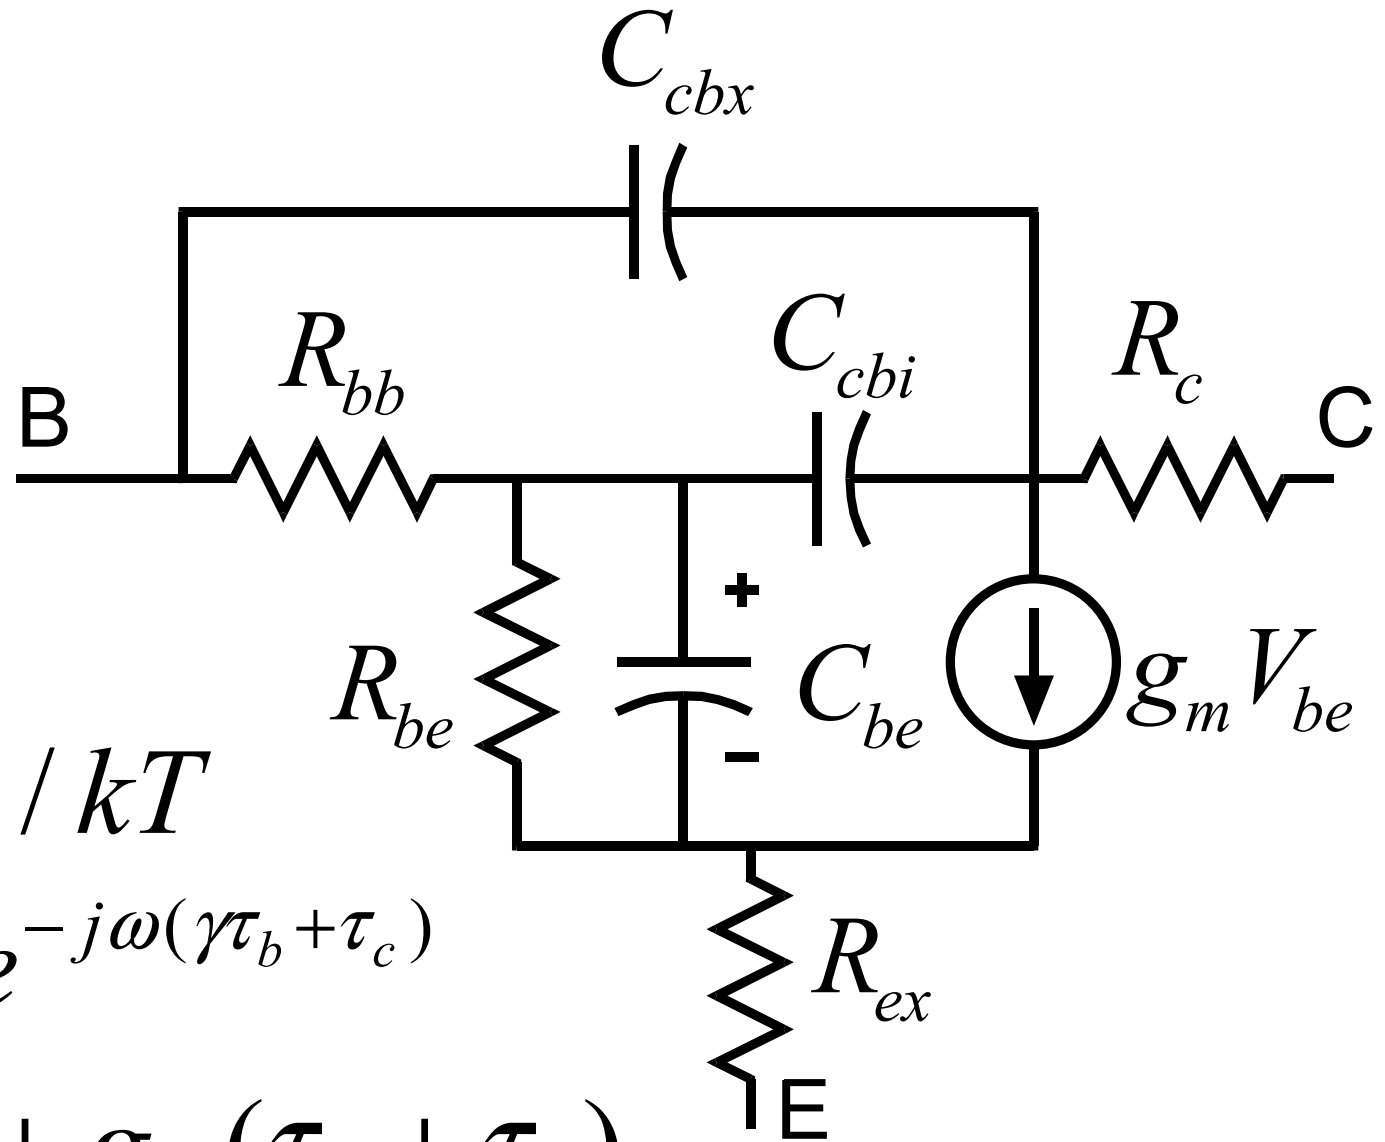 C_cbx
R_bb
C_cbi
R_c
B
C
+
R_be
C_be
g_m V_be
-
/ kT
e^{-jω(γτ_b+τ_c)}
R_ex
E